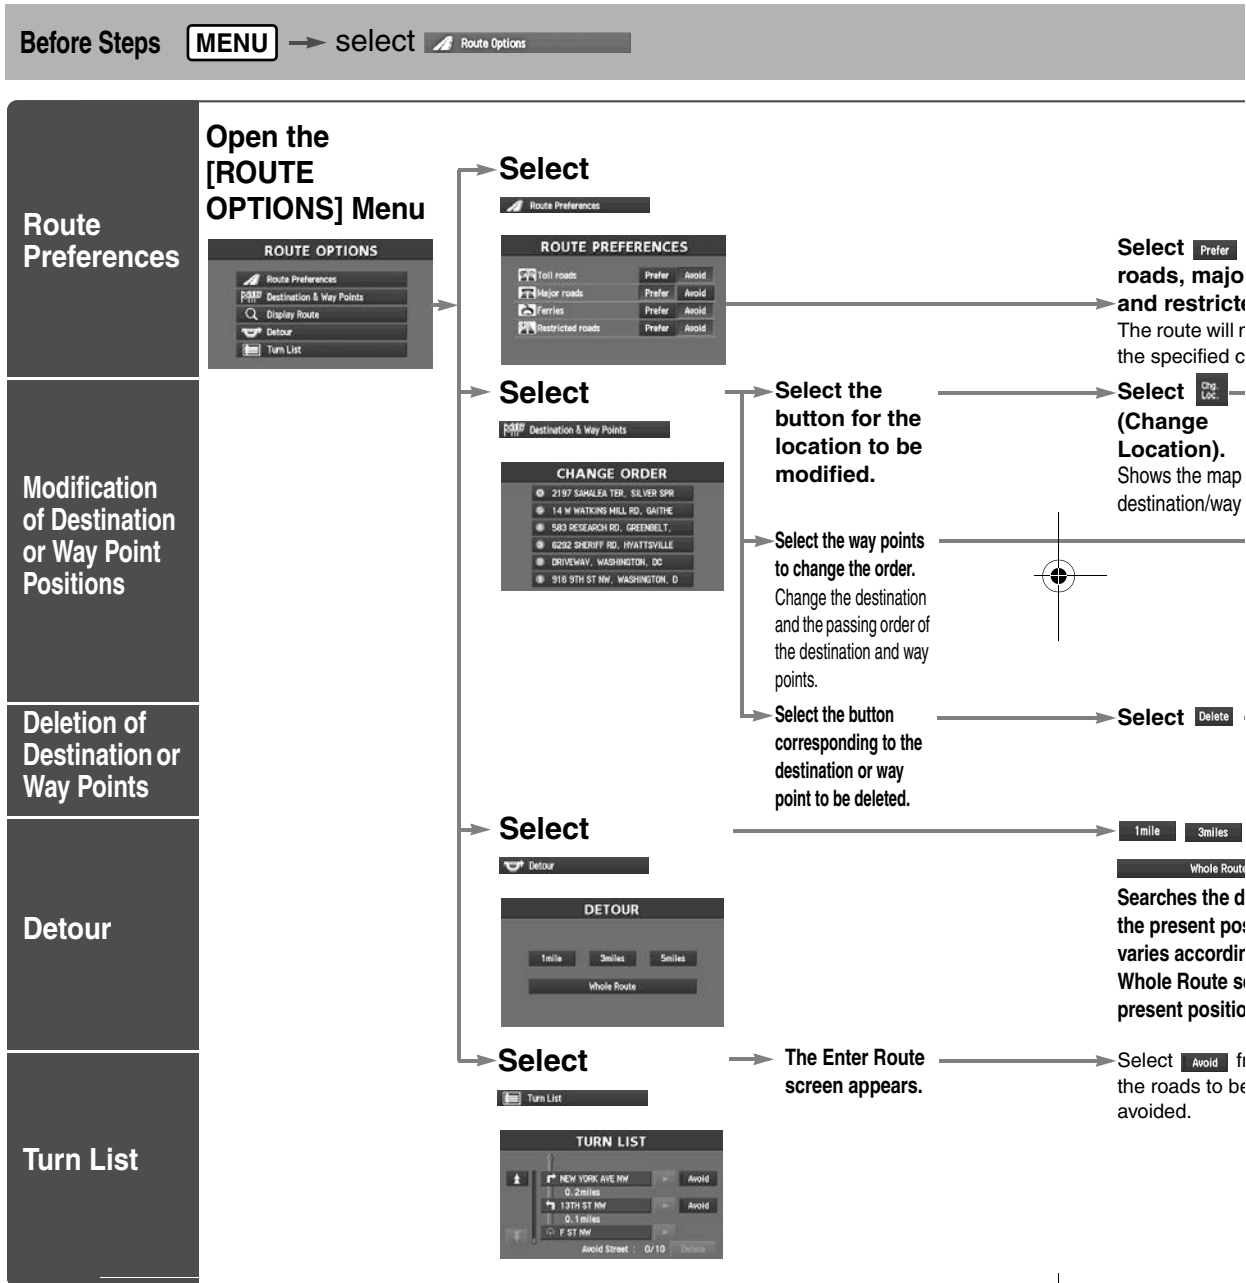 Before Steps MENU select Route Options
Route
Preferences
Open the
[ROUTE
OPTIONS] Menu
ROUTE OPTIONS
Route Preferences
Destination & Way Points
Display Route
Detour
Turn List
Select
Route Preferences
ROUTE PREFERENCES
Toll roads Prefer Avoid
Major roads Prefer Avoid
Ferries Prefer Avoid
Restricted roads Prefer Avoid
Select Prefer
roads, majo
and restricte
The route will r
the specified c
Modification
of Destination
or Way Point
Positions
Select
Destination & Way Points
CHANGE ORDER
2197 SAHALEA TER, SILVER SPR
14 W WATKINS MILL RD, GAITHE
583 RESEARCH RD, GREENBELT,
6292 SHERIFF RD, HYATTSVILLE
DRIVEWAY, WASHINGTON, DC
916 9TH ST NW, WASHINGTON, D
Select the
button for the
location to be
modified.
Select Chg. Loc.
(Change
Location).
Shows the map
destination/way
Select the way points
to change the order.
Change the destination
and the passing order of
the destination and way
points.
Deletion of
Destination or
Way Points
Select the button
corresponding to the
destination or way
point to be deleted.
Select Delete
Detour
Select
Detour
DETOUR
1mile 3miles 5miles
Whole Route
1mile 3miles
Whole Route
Searches the d
the present pos
varies accordin
Whole Route se
present positio
Turn List
Select
Turn List
TURN LIST
NEW YORK AVE NW Avoid
0.2miles
13TH ST NW Avoid
0.1miles
F ST NW
Avoid Street : 0/10 Delete
The Enter Route
screen appears.
Select Avoid fr
the roads to be
avoided.